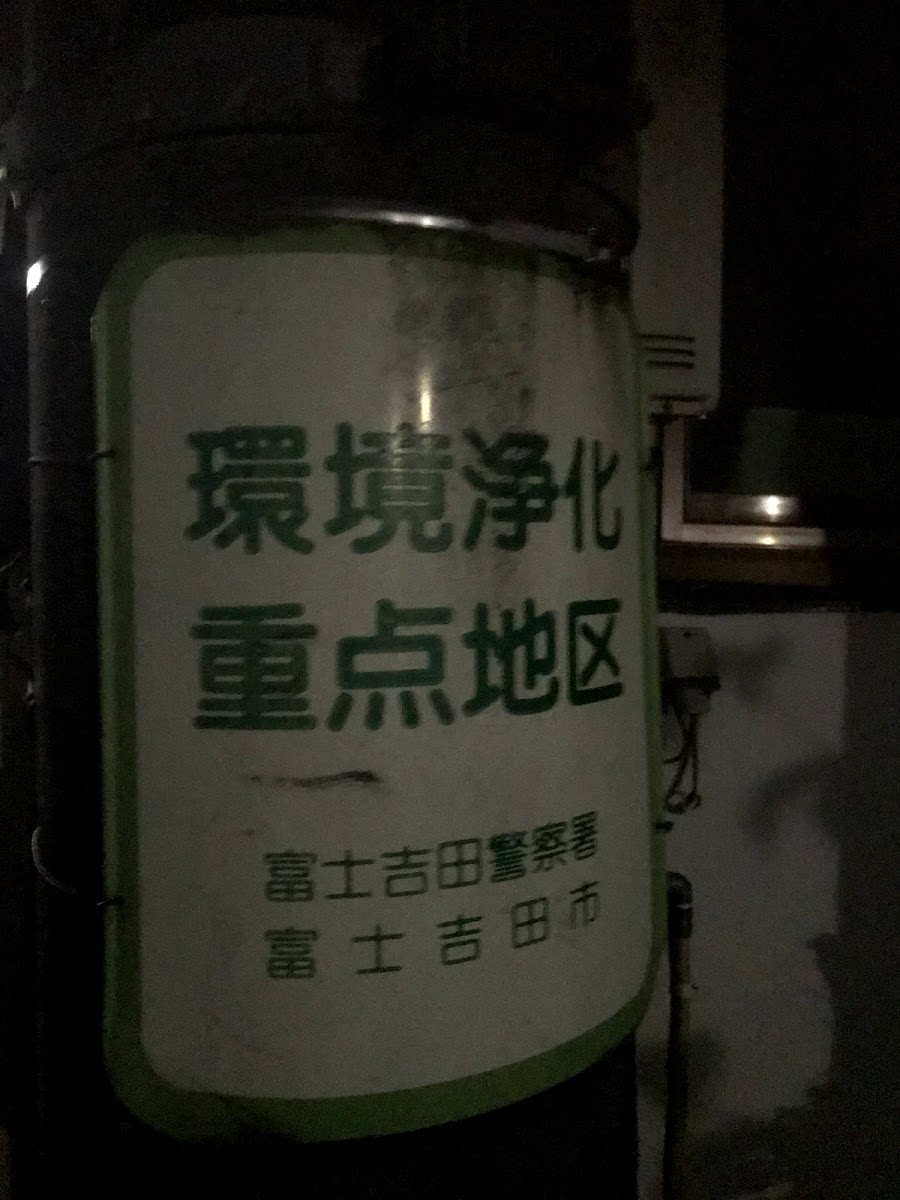 環境浄化
重点地区
富士吉田警察署
富士吉田市